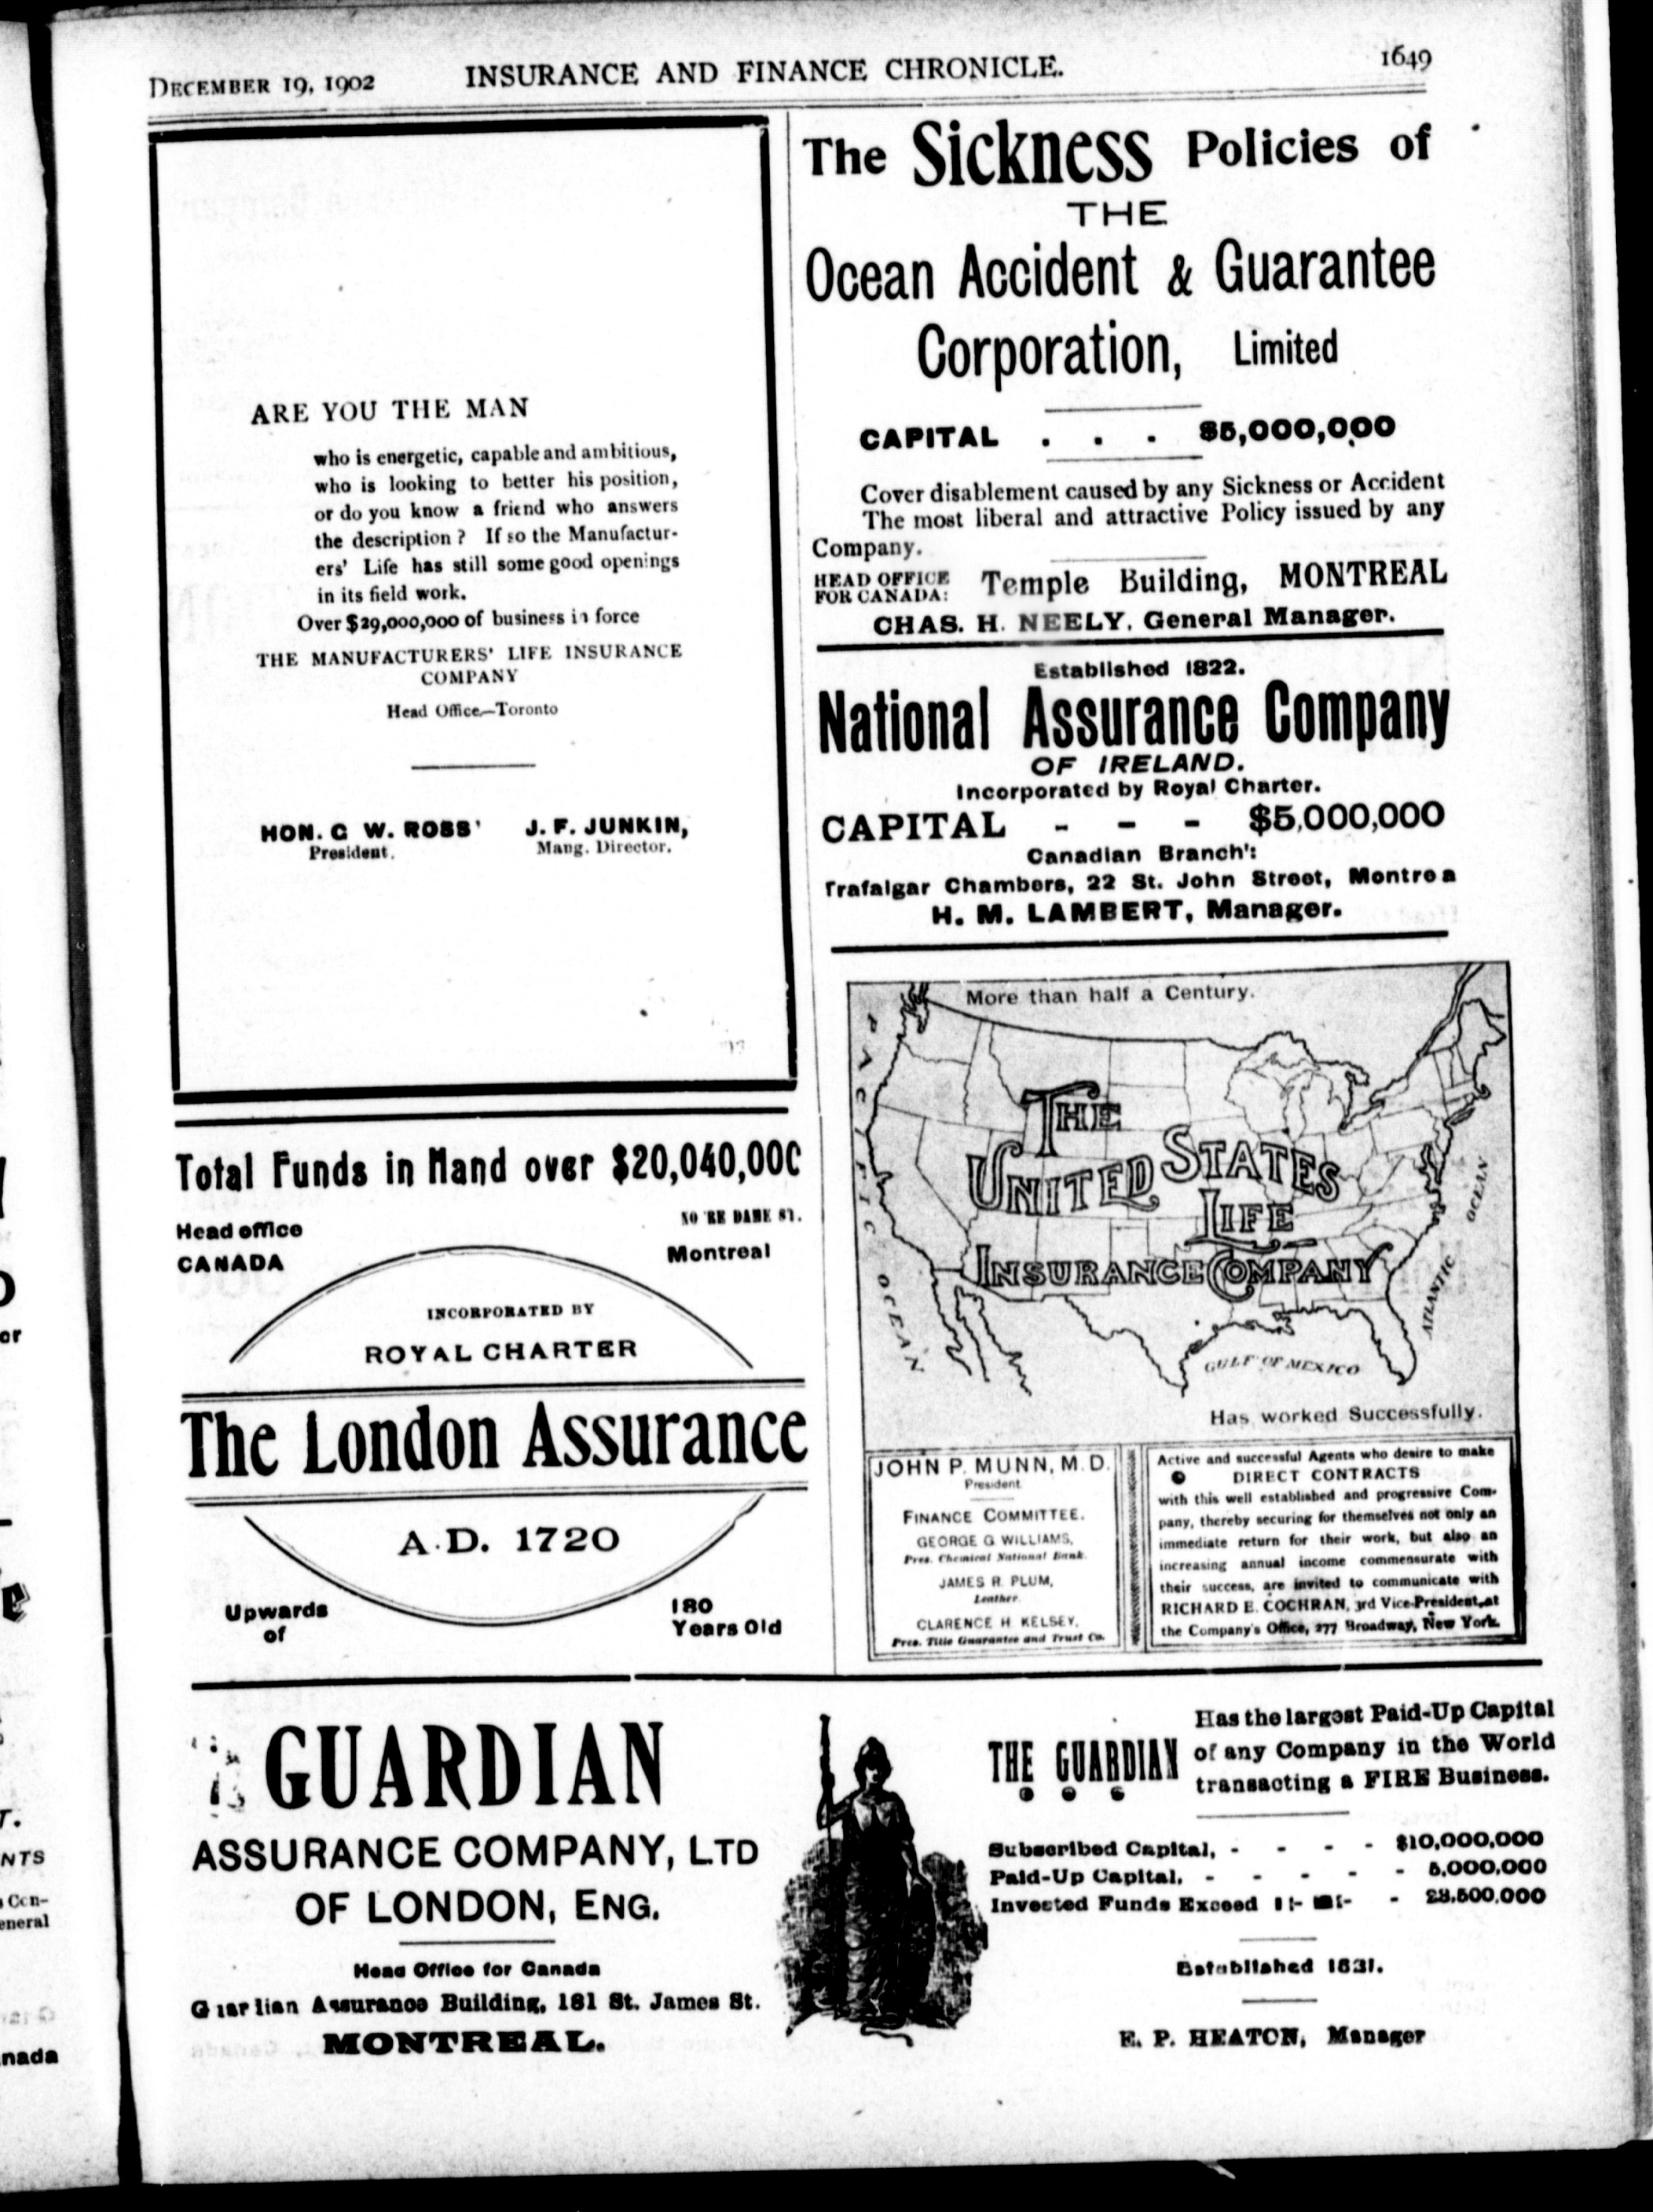 DECEMBER 19, 1902
INSURANCE AND FINANCE CHRONICLE.
1649
ARE YOU THE MAN
who is energetic, capable and ambitious,
who is looking to better his position,
or do you know a friend who answers
the description? If so the Manufactur-
ers' Life has still some good openings
in its field work.
Over $29,000,000 of business in force
THE MANUFACTURERS' LIFE INSURANCE
COMPANY
Head Office—Toronto
HON. G W. ROSS'
President.
J. F. JUNKIN,
Mang. Director.
Total Funds in Hand over $20,040,000
Head office
CANADA
DAME ST.
Montreal
INCORPORATED BY
ROYAL CHARTER
The London Assurance
A.D. 1720
Upwards
of
180
Years Old
The Sickness Policies of
THE
Ocean Accident & Guarantee
Corporation, Limited
CAPITAL . . . $5,000,000
Cover disablement caused by any Sickness or Accident
The most liberal and attractive Policy issued by any
Company.
HEAD OFFICE
FOR CANADA:
Temple Building, MONTREAL
CHAS. H. NEELY, General Manager.
Established 1822.
National Assurance Company
OF IRELAND.
Incorporated by Royal Charter.
CAPITAL - - - $5,000,000
Canadian Branch':
Trafalgar Chambers, 22 St. John Street, Montrea
H. M. LAMBERT, Manager.
More than half a Century.
PACIFIC OCEAN
THE
UNITED STATES
LIFE
INSURANCE COMPANY
ATLANTIC OCEAN
GULF OF MEXICO
Has worked Successfully.
JOHN P. MUNN, M.D.
President
FINANCE COMMITTEE.
GEORGE G WILLIAMS,
Pres. Chemical National Bank.
JAMES R. PLUM,
Leather.
CLARENCE H. KELSEY,
Pres. Title Guarantee and Trust Co.
Active and successful Agents who desire to make
DIRECT CONTRACTS
with this well established and progressive Com-
pany, thereby securing for themselves not only an
immediate return for their work, but also an
increasing annual income commensurate with
their success, are invited to communicate with
RICHARD E. COCHRAN, 3rd Vice-President, at
the Company's Office, 277 Broadway, New York.
GUARDIAN
ASSURANCE COMPANY, LTD
OF LONDON, ENG.
Head Office for Canada
Guardian Assurance Building, 181 St. James St.
MONTREAL.
THE GUARDIAN
Has the largest Paid-Up Capital
of any Company in the World
transacting a FIRE Business.
Subscribed Capital, - - - - $10,000,000
Paid-Up Capital, - - - - - 5,000,000
Invested Funds Exceed - 23,500,000
Established 1821.
E. P. HEATON, Manager